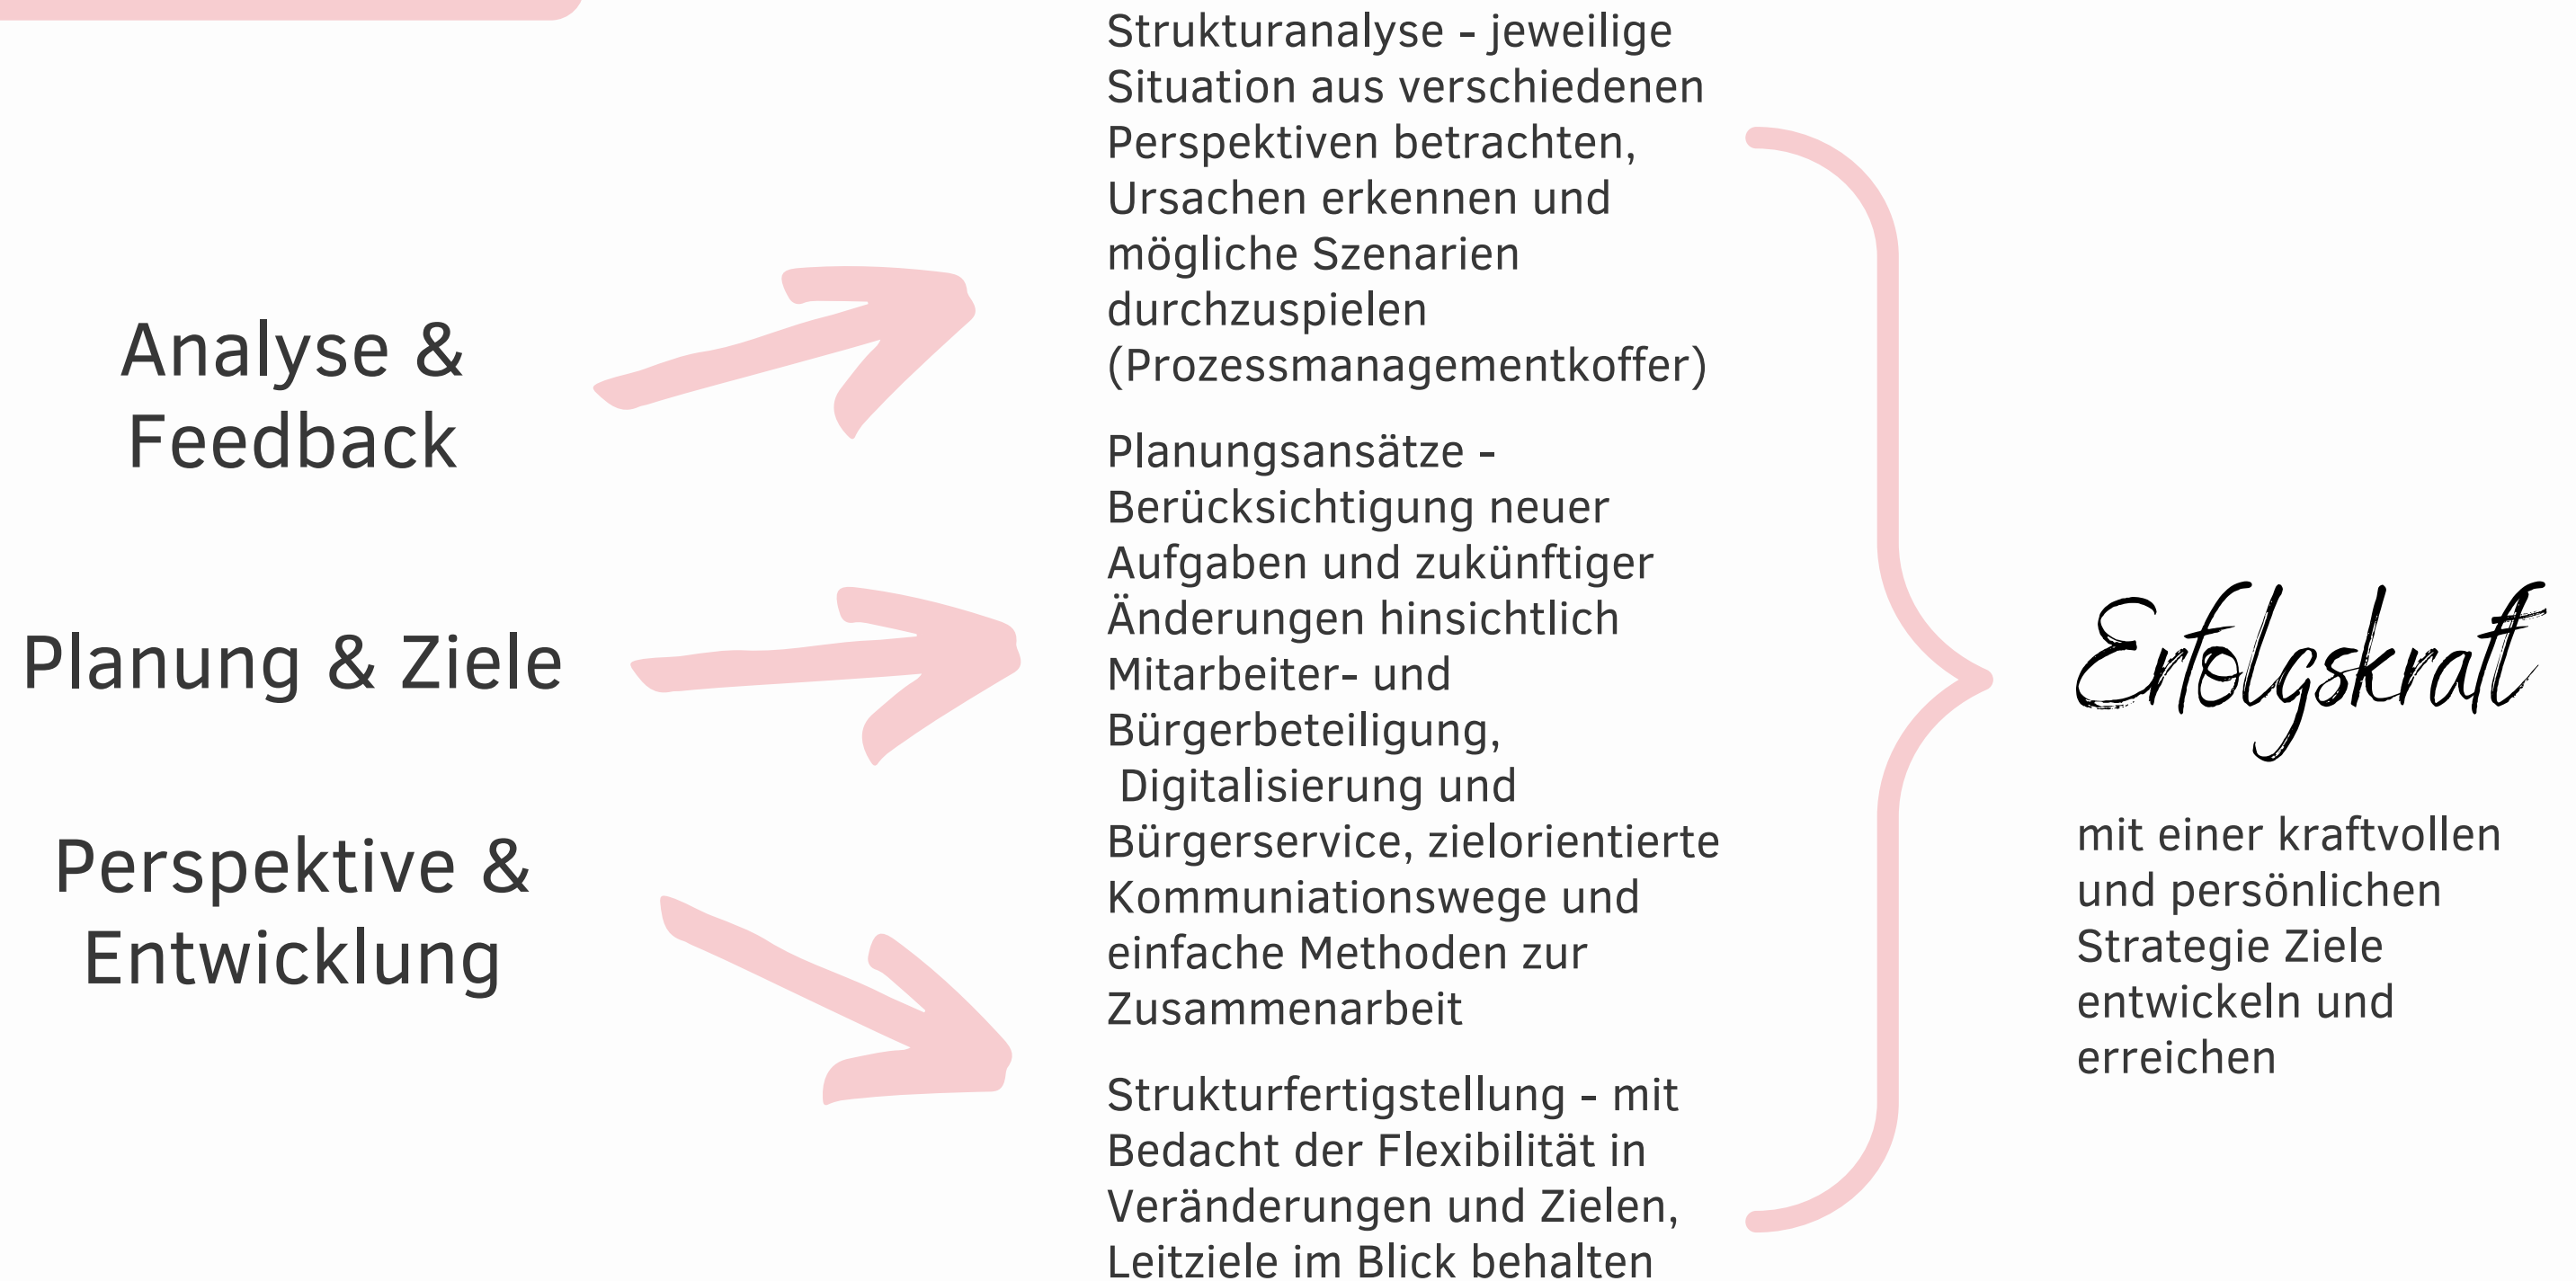 Analyse &
Feedback
Planung & Ziele
Perspektive &
Entwicklung
Strukturanalyse - jeweilige
Situation aus verschiedenen
Perspektiven betrachten,
Ursachen erkennen und
mögliche Szenarien
durchzuspielen
(Prozessmanagementkoffer)
Planungsansätze -
Berücksichtigung neuer
Aufgaben und zukünftiger
Änderungen hinsichtlich
Mitarbeiter- und
Bürgerbeteiligung,
Digitalisierung und
Bürgerservice, zielorientierte
Kommuniationswege und
einfache Methoden zur
Zusammenarbeit
Strukturfertigstellung - mit
Bedacht der Flexibilität in
Veränderungen und Zielen,
Leitziele im Blick behalten
Erfolgskraft
mit einer kraftvollen
und persönlichen
Strategie Ziele
entwickeln und
erreichen